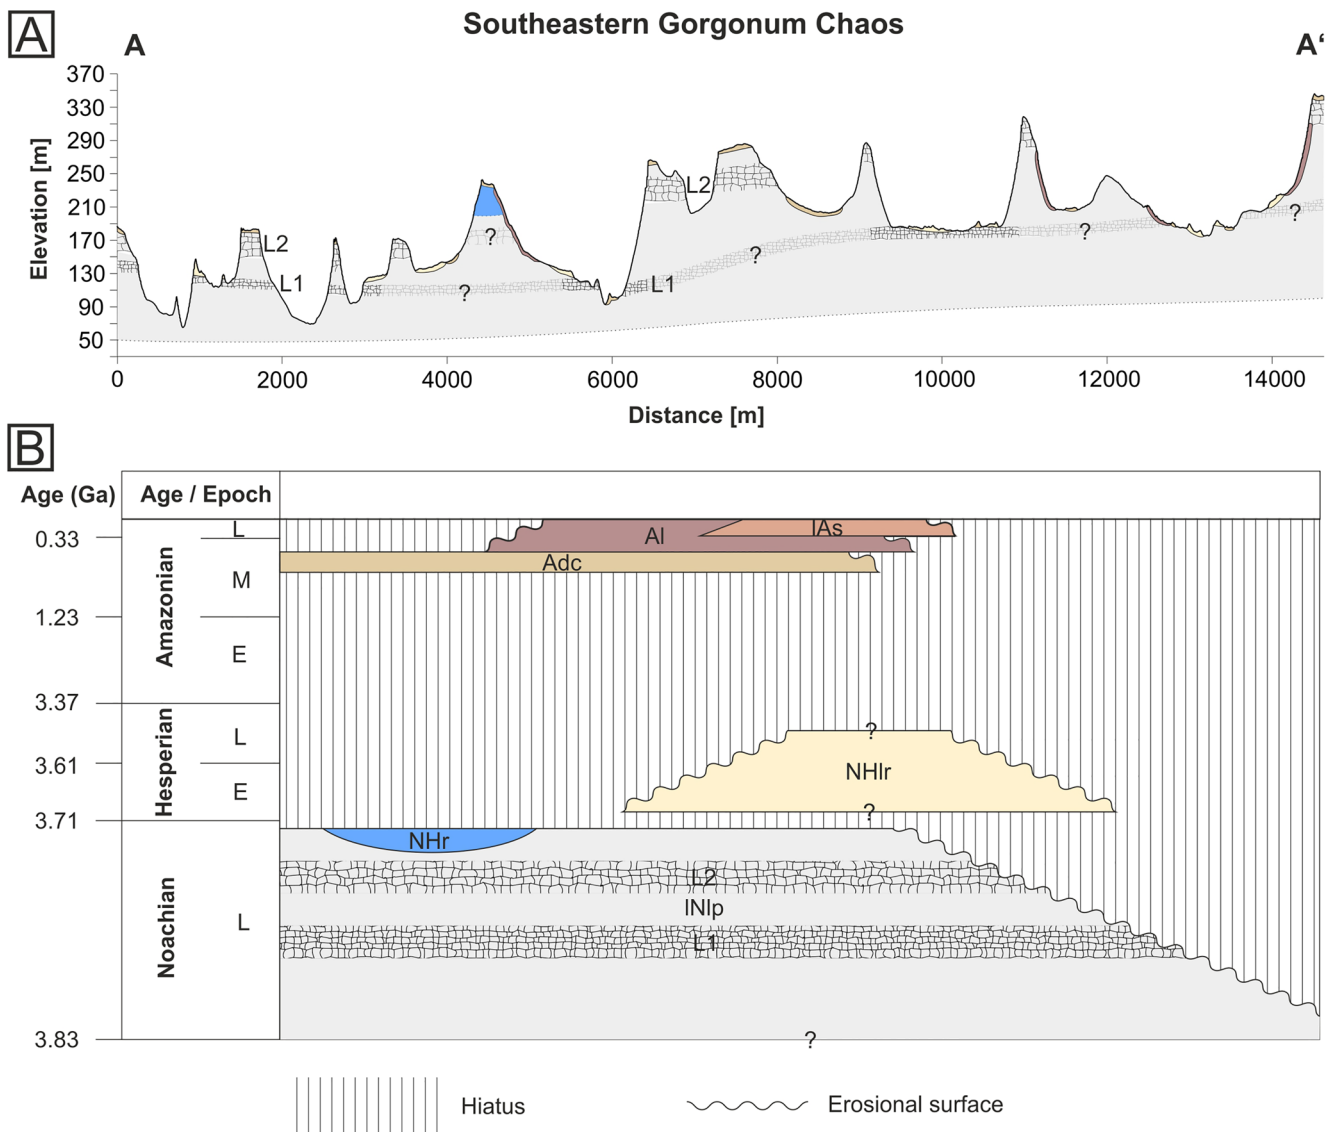 Southeastern Gorgonum Chaos
A
A
A‘
370
330
290
250
210
170
130
90
50
Elevation [m]
L2
L1
?
?
L2
L1
?
?
?
0
2000
4000
6000
8000
10000
12000
14000
Distance [m]
B
Age (Ga)
Age / Epoch
0.33
1.23
3.37
3.61
3.71
3.83
Amazonian
Hesperian
Noachian
L
M
E
L
E
L
Al
lAs
Adc
?
NHlr
?
NHr
L2
lNlp
L1
?
Hiatus
Erosional surface